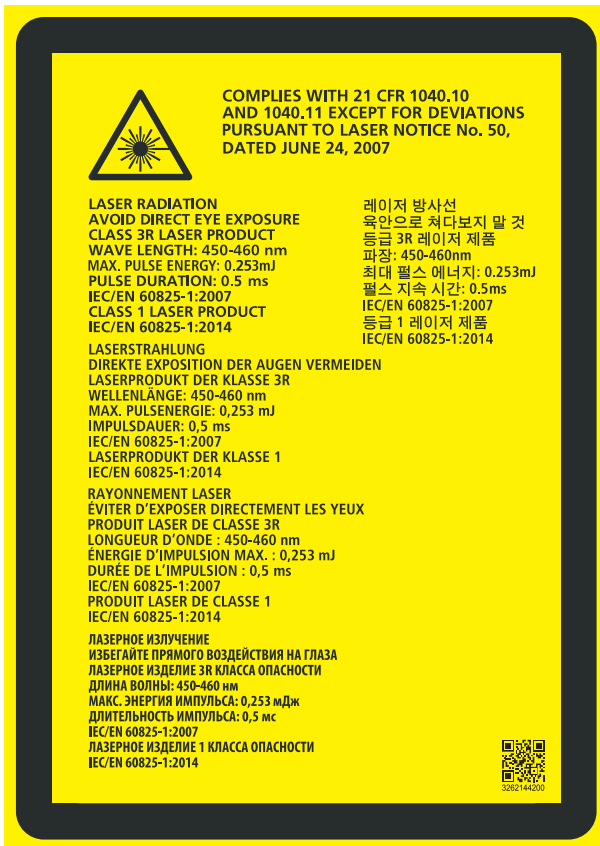 COMPLIES WITH 21 CFR 1040.10
AND 1040.11 EXCEPT FOR DEVIATIONS
PURSUANT TO LASER NOTICE No. 50,
DATED JUNE 24, 2007
LASER RADIATION
AVOID DIRECT EYE EXPOSURE
CLASS 3R LASER PRODUCT
WAVE LENGTH: 450-460 nm
MAX. PULSE ENERGY: 0.253mJ
PULSE DURATION: 0.5 ms
IEC/EN 60825-1:2007
CLASS 1 LASER PRODUCT
IEC/EN 60825-1:2014
레이저 방사선
육안으로 쳐다보지 말 것
등급 3R 레이저 제품
파장: 450-460nm
최대 펄스 에너지: 0.253mJ
펄스 지속 시간: 0.5ms
IEC/EN 60825-1:2007
등급 1 레이저 제품
IEC/EN 60825-1:2014
LASERSTRAHLUNG
DIREKTE EXPOSITION DER AUGEN VERMEIDEN
LASERPRODUKT DER KLASSE 3R
WELLENLÄNGE: 450-460 nm
MAX. PULSENERGIE: 0,253 mJ
IMPULSDAUER: 0,5 ms
IEC/EN 60825-1:2007
LASERPRODUKT DER KLASSE 1
IEC/EN 60825-1:2014
RAYONNEMENT LASER
ÉVITER D'EXPOSER DIRECTEMENT LES YEUX
PRODUIT LASER DE CLASSE 3R
LONGUEUR D'ONDE : 450-460 nm
ÉNERGIE D'IMPULSION MAX. : 0,253 mJ
DURÉE DE L'IMPULSION : 0,5 ms
IEC/EN 60825-1:2007
PRODUIT LASER DE CLASSE 1
IEC/EN 60825-1:2014
ЛАЗЕРНОЕ ИЗЛУЧЕНИЕ
ИЗБЕГАЙТЕ ПРЯМОГО ВОЗДЕЙСТВИЯ НА ГЛАЗА
ЛАЗЕРНОЕ ИЗДЕЛИЕ 3R КЛАССА ОПАСНОСТИ
ДЛИНА ВОЛНЫ: 450-460 нм
МАКС. ЭНЕРГИЯ ИМПУЛЬСА: 0,253 мДж
ДЛИТЕЛЬНОСТЬ ИМПУЛЬСА: 0,5 мс
IEC/EN 60825-1:2007
ЛАЗЕРНОЕ ИЗДЕЛИЕ 1 КЛАССА ОПАСНОСТИ
IEC/EN 60825-1:2014
3262144200